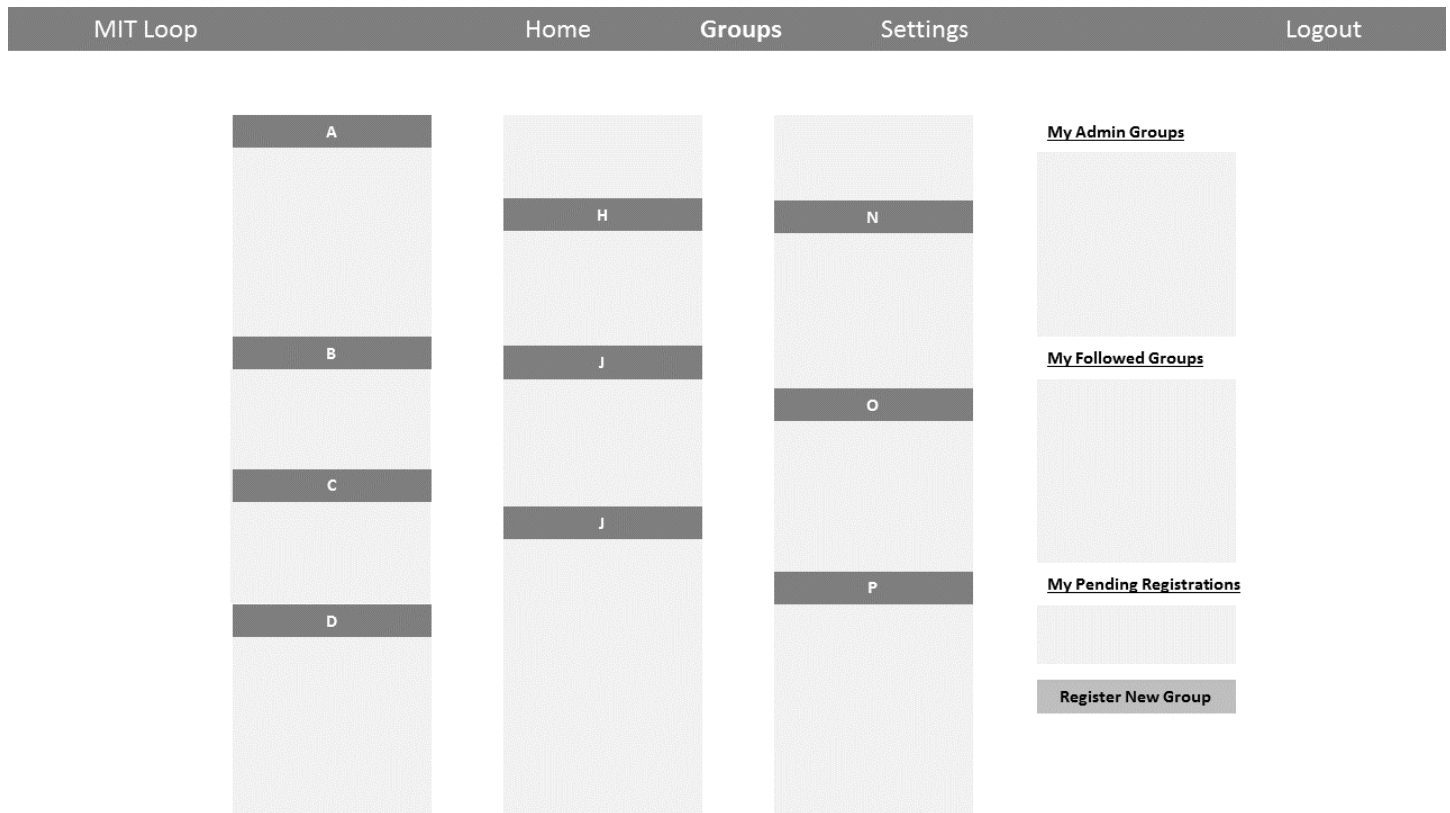 MIT Loop Home Groups Settings Logout
A
B
C
D
H
J
J
N
O
P
My Admin Groups
My Followed Groups
My Pending Registrations
Register New Group